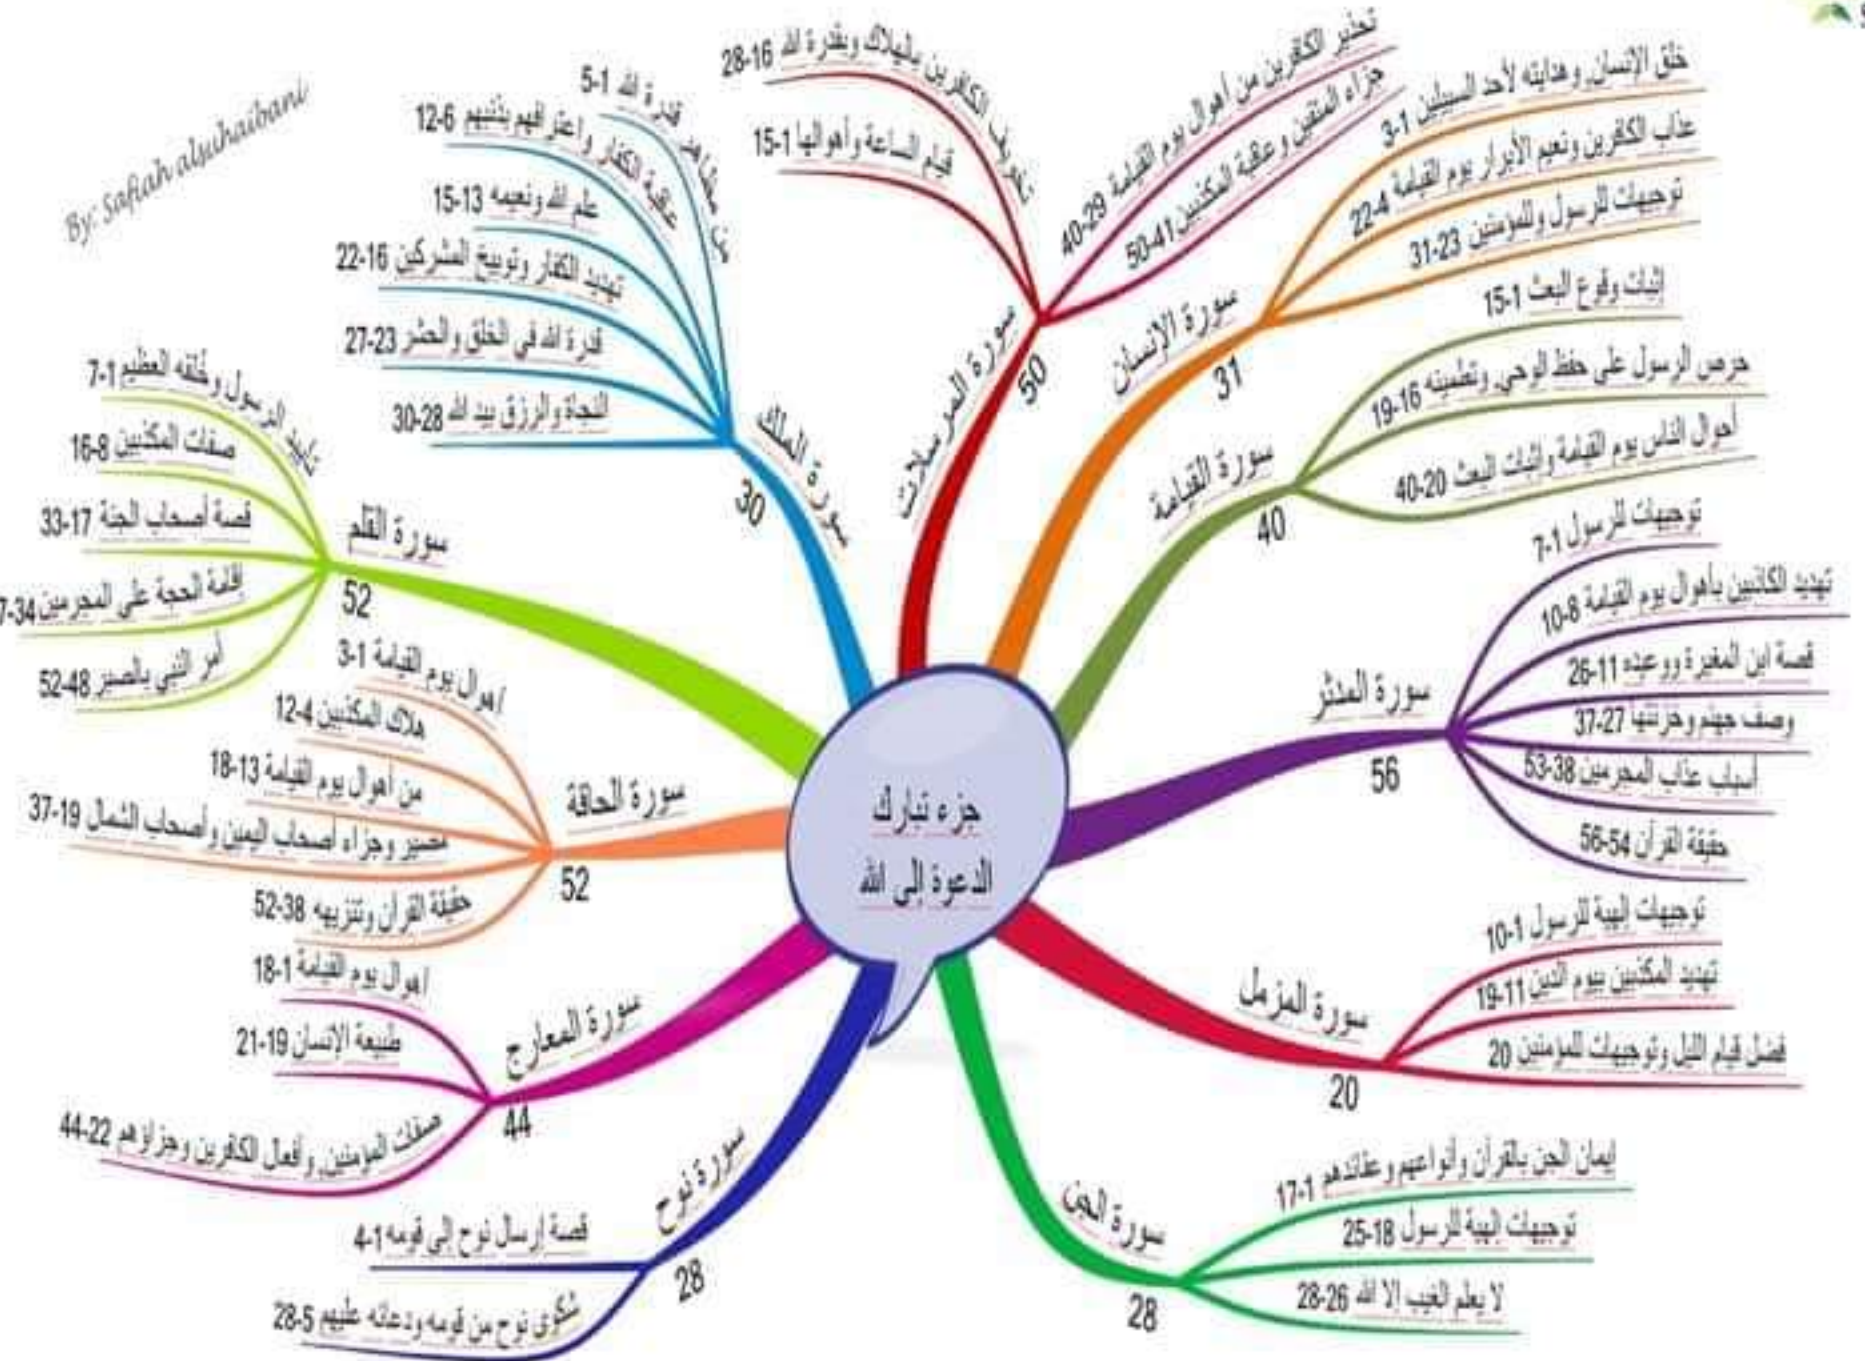 By: Safiah alsuhaibani
جزء تبارك
الدعوة إلى الله
سورة الملك
30
من مظاهر قدرة الله 1-5
عاقبة الكفار واعترافهم بذنبهم 6-12
علم الله ونعيمه 13-15
تهديد الكفار وتوبيخ المشركين 16-22
قدرة الله في الخلق والحشر 23-27
النجاة والرزق بيد الله 28-30
سورة القلم
52
تأييد الرسول وخُلقه العظيم 1-7
صفات المكذبين 8-16
قصة أصحاب الجنة 17-33
إقامة الحجة على المجرمين 34-
أمر النبي بالصبر 48-52
سورة الحاقة
52
اهوال يوم القيامة 1-3
هلاك المكذبين 4-12
من أهوال يوم القيامة 13-18
مصير وجزاء أصحاب اليمين وأصحاب الشمال 19-37
حقيقة القرآن وتنزيهه 38-52
سورة المعارج
44
اهوال يوم القيامة 1-18
طبيعة الإنسان 19-21
صفات المؤمنين وأفعال الكافرين وجزاؤهم 22-44
سورة نوح
28
قصة إرسال نوح إلى قومه 1-4
شكوى نوح من قومه ودعائه عليهم 5-28
سورة الجن
28
إيمان الجن بالقرآن وأنواعهم وعقائدهم 1-17
توجيهات إلهية للرسول 18-25
لا يعلم الغيب إلا الله 26-28
سورة المزمل
20
توجيهات إلهية للرسول 1-10
تهديد المكذبين بيوم الدين 11-19
فضل قيام الليل وتوجيهات للمؤمنين 20
سورة المدثر
56
توجيهات للرسول 1-7
تهديد الكاذبين بأهوال يوم القيامة 8-10
قصة ابن المغيرة ووعيده 11-26
وصف جهنم وخزنتها 27-37
أسباب عذاب المجرمين 38-53
حقيقة القرآن 54-56
سورة القيامة
40
إثبات وقوع البعث 1-15
حرص الرسول على حفظ الوحي وتطمينه 16-19
أحوال الناس يوم القيامة وإثبات البعث 20-40
سورة الإنسان
31
خلق الإنسان وهدايته لأحد السبيلين 1-3
عذاب الكافرين ونعيم الأبرار يوم القيامة 4-22
توجيهات للرسول وللمؤمنين 23-31
سورة المرسلات
50
قيام الساعة وأهوالها 1-15
تخويف الكافرين بالهلاك وبقدرة الله 16-28
تحذير الكافرين من أهوال يوم القيامة 29-40
جزاء المتقين وعاقبة المكذبين 41-50